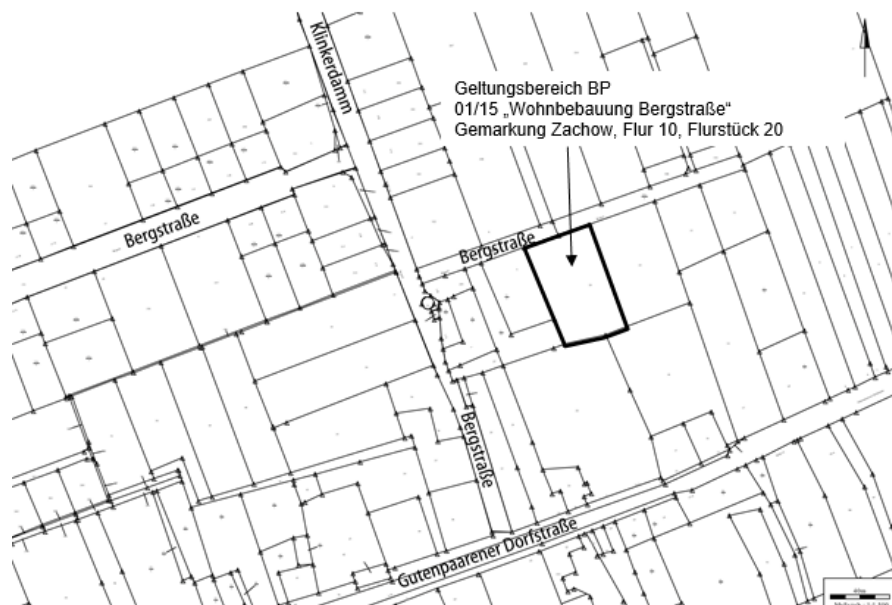 Klinkerdamm
Geltungsbereich BP
01/15 „Wohnbebauung Bergstraße“
Gemarkung Zachow, Flur 10, Flurstück 20
Bergstraße
Bergstraße
Bergstraße
Gutenpaarener Dorfstraße